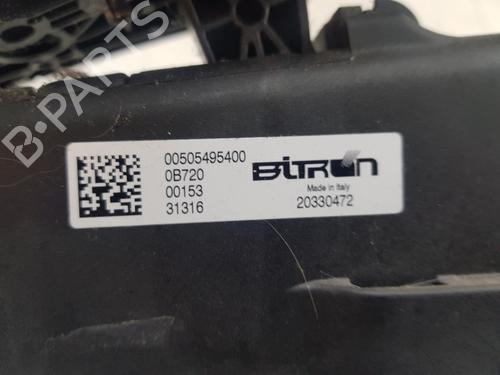 B-PARTS
00505495400
0B720
00153
31316
BiTRON
Made in Italy
20330472